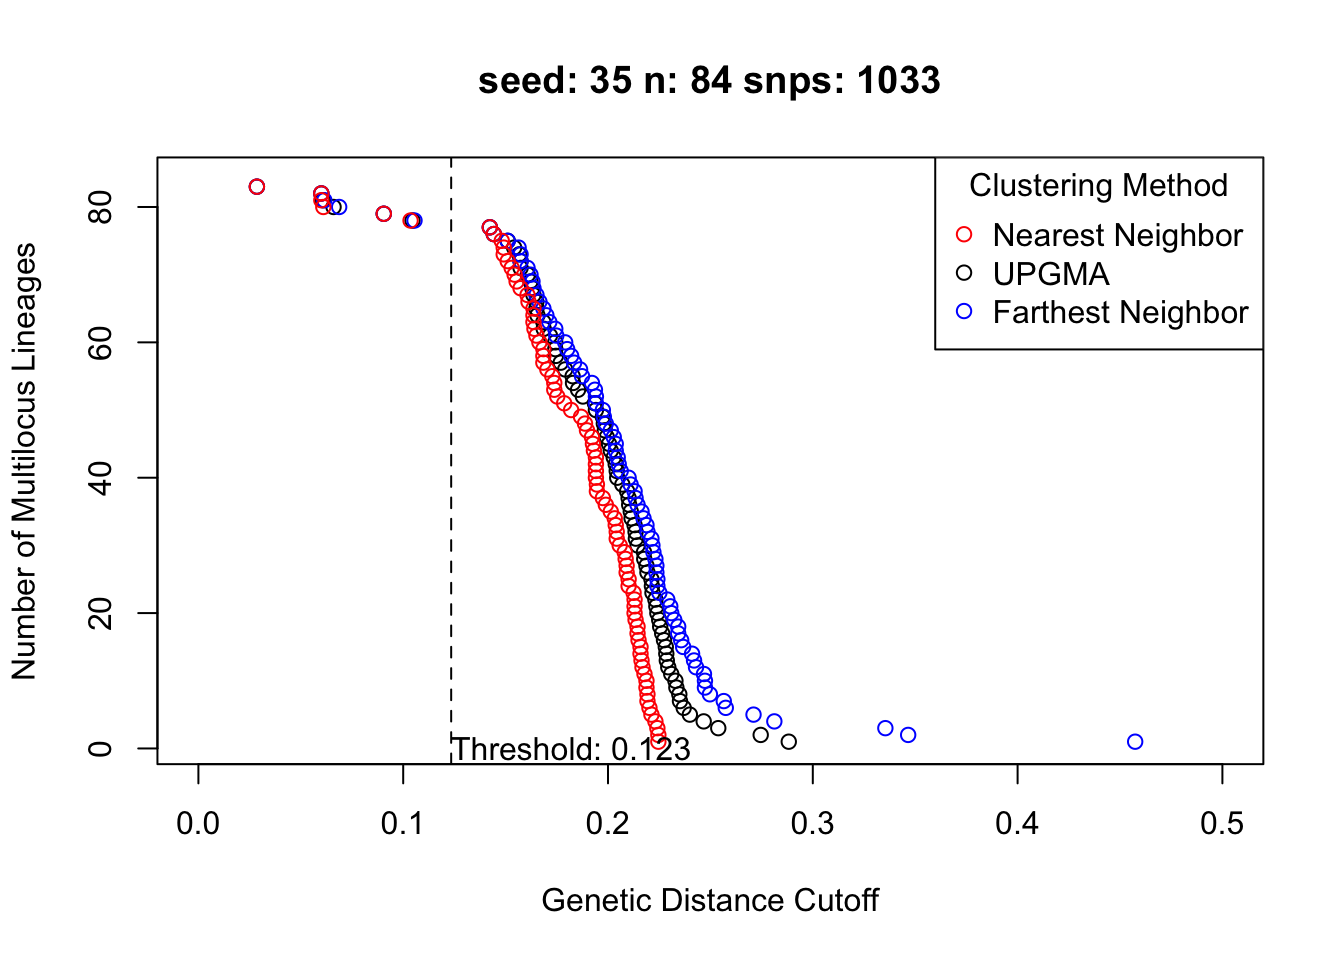 seed: 35 n: 84 snps: 1033
Number of Multilocus Lineages
80
60
40
20
0
Clustering Method
Nearest Neighbor
UPGMA
Farthest Neighbor
Threshold: 0.123
0.0 0.1 0.2 0.3 0.4 0.5
Genetic Distance Cutoff